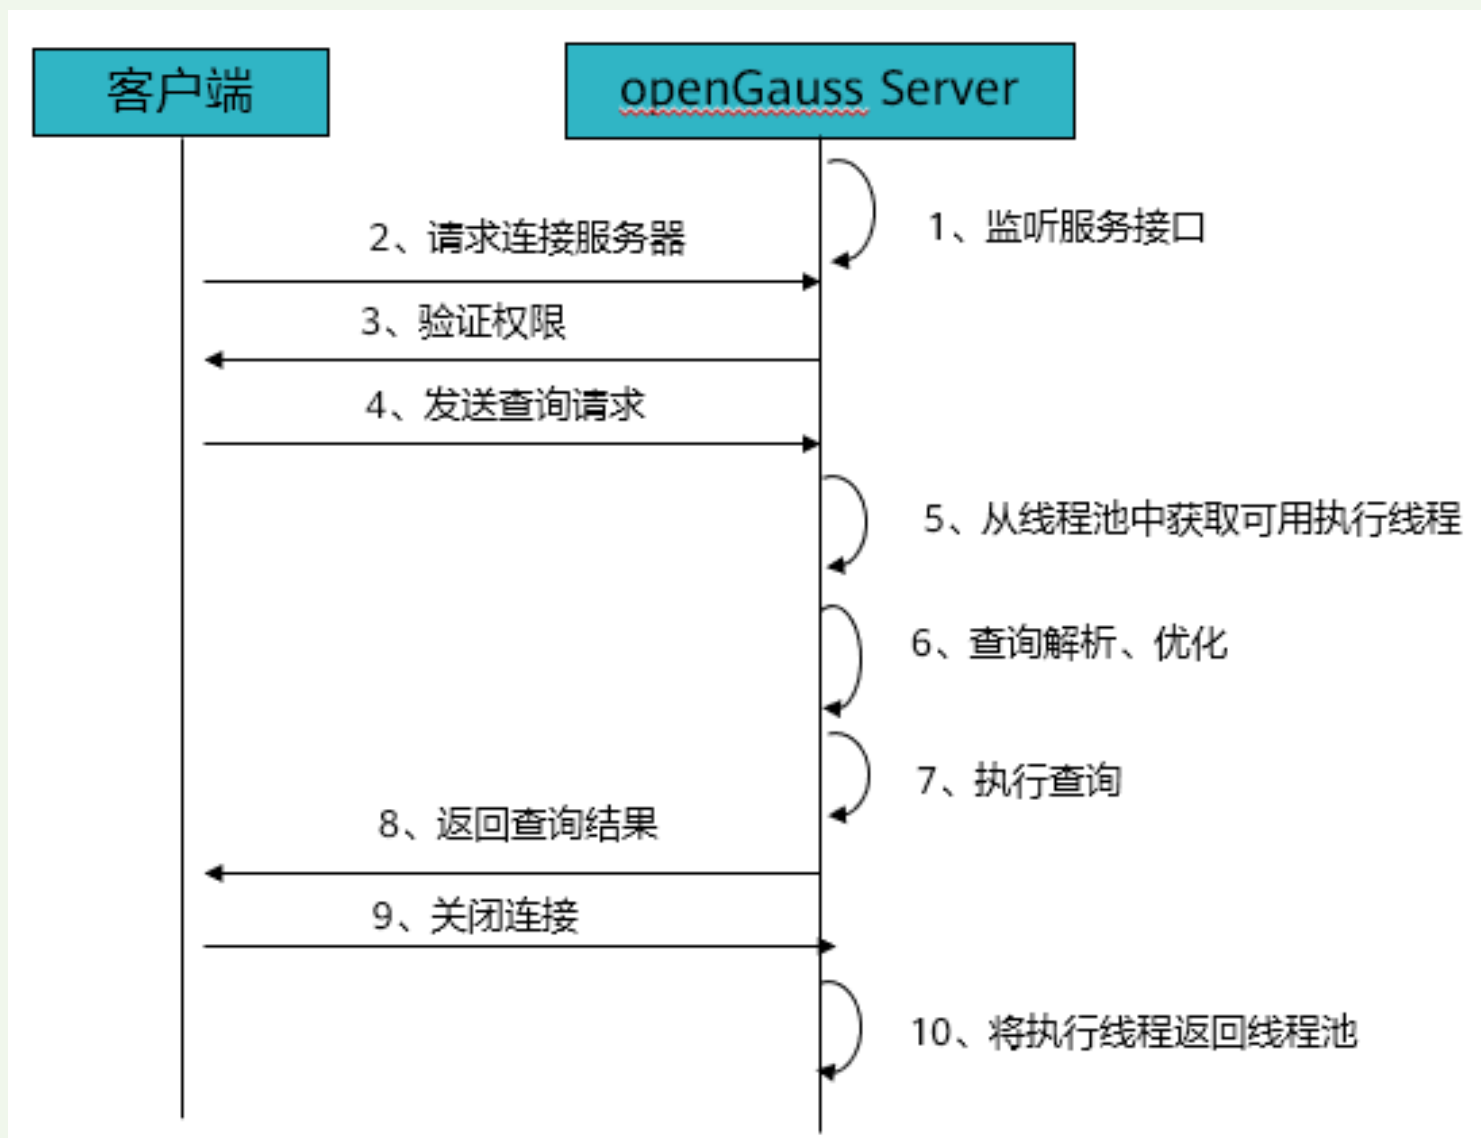 客户端
openGauss Server
1、监听服务接口
2、请求连接服务器
3、验证权限
4、发送查询请求
5、从线程池中获取可用执行线程
6、查询解析、优化
7、执行查询
8、返回查询结果
9、关闭连接
10、将执行线程返回线程池